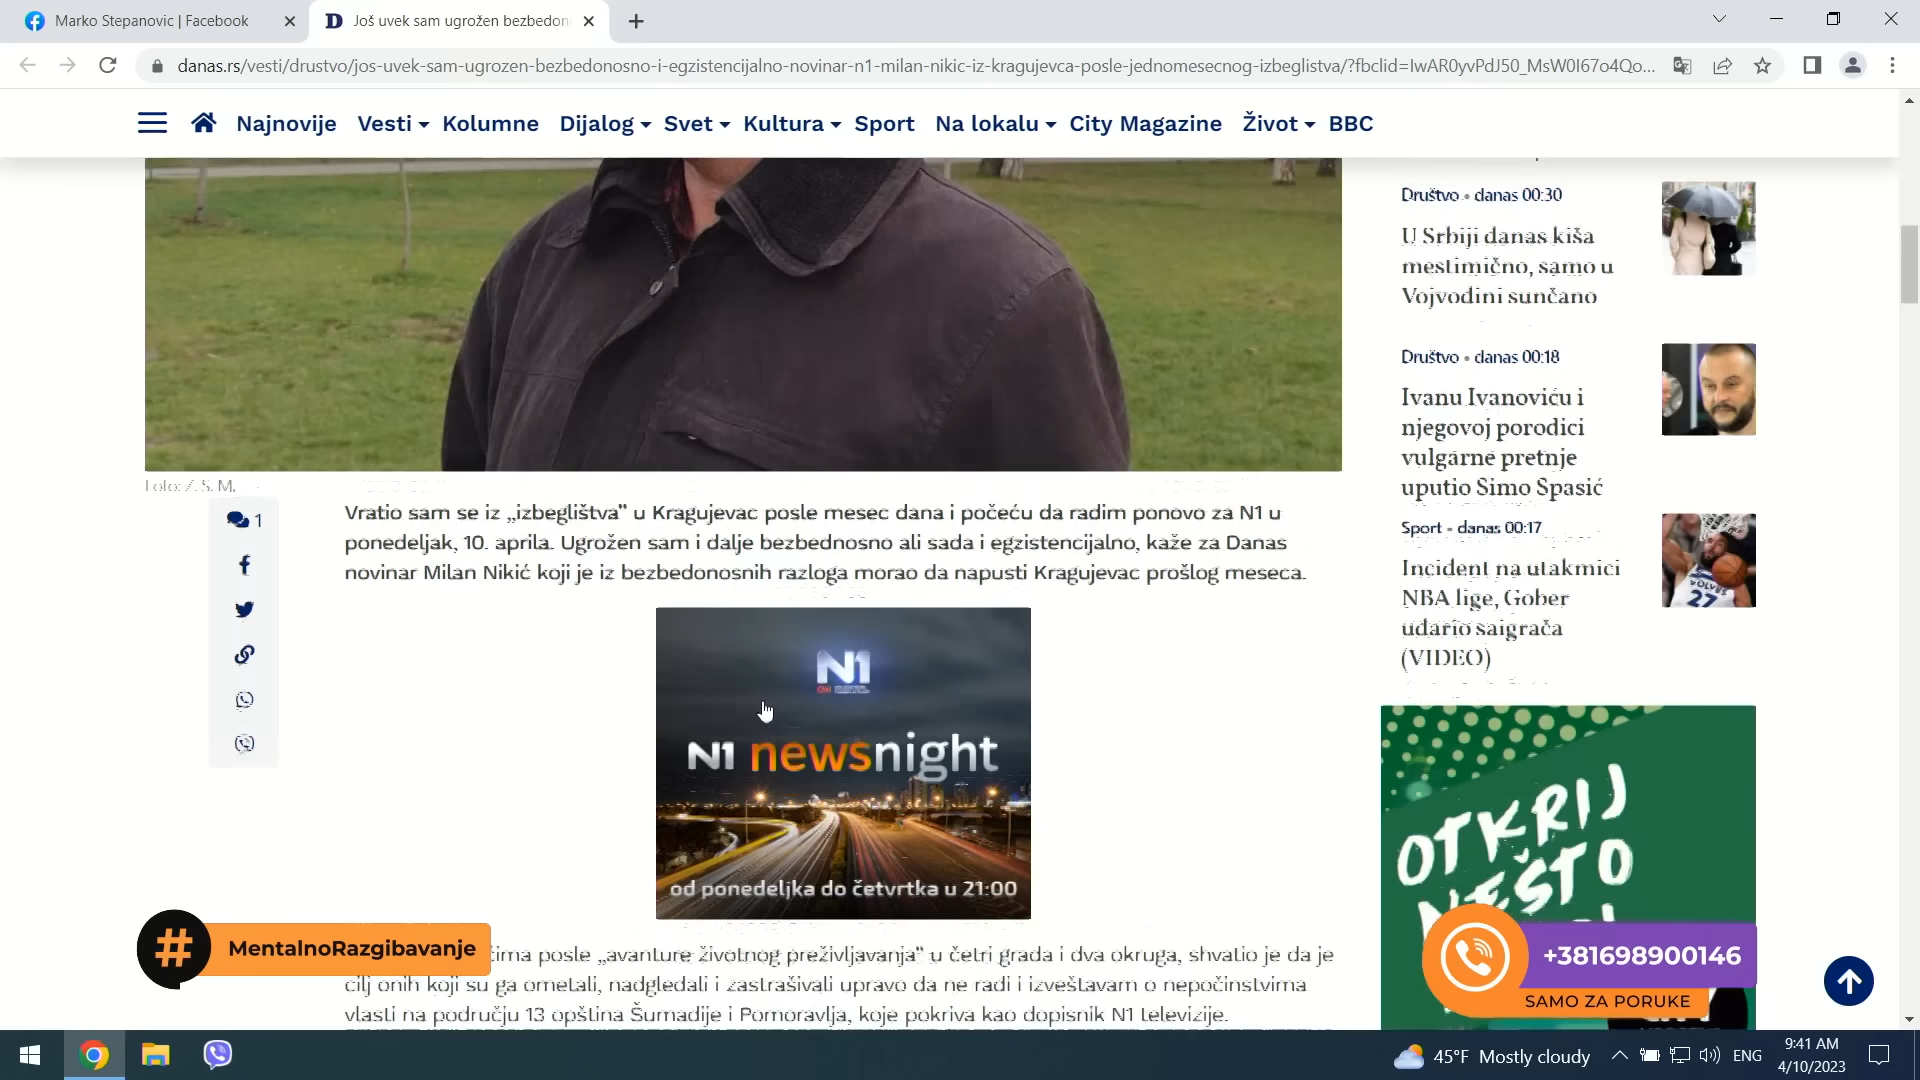 Marko Stepanovic | Facebook
Još uvek sam ugrožen bezbedon
danas.rs/vesti/drustvo/jos-uvek-sam-ugrozen-bezbedonosno-i-egzistencijalno-novinar-n1-milan-nikic-iz-kragujevca-posle-jednomesecnog-izbeglistva/?fbclid=IwAR0yvPdJ50_MsW0I67o4Qo...
Najnovije Vesti Kolumne Dijalog Svet Kultura Sport Na lokalu City Magazine Život BBC
Foto: Z. S. M.
1
Vratio sam se iz „izbeglištva” u Kragujevac posle mesec dana i počeću da radim ponovo za N1 u
ponedeljak, 10. aprila. Ugrožen sam i dalje bezbednosno ali sada i egzistencijalno, kaže za Danas
novinar Milan Nikić koji je iz bezbedonosnih razloga morao da napusti Kragujevac prošlog meseca.
N1
N1 newsnight
od ponedeljka do četvrtka u 21:00
ćima posle „avanture životnog preživljavanja” u četri grada i dva okruga, shvatio je da je
cilj onih koji su ga ometali, nadgledali i zastrašivali upravo da ne radi i izveštavam o nepočinstvima
vlasti na području 13 opština Šumadije i Pomoravlja, koje pokriva kao dopisnik N1 televizije.
# MentalnoRazgibavanje
Društvo • danas 00:30
U Srbiji danas kiša
mestimično, samo u
Vojvodini sunčano
Društvo • danas 00:18
Ivanu Ivanoviću i
njegovoj porodici
vulgarne pretnje
uputio Simo Spasić
Sport • danas 00:17
Incident na utakmici
NBA lige, Gober
udario saigrača
(VIDEO)
27
OTKRIJ
NEŠTO
+381698900146
SAMO ZA PORUKE
45°F Mostly cloudy
ENG
9:41 AM
4/10/2023